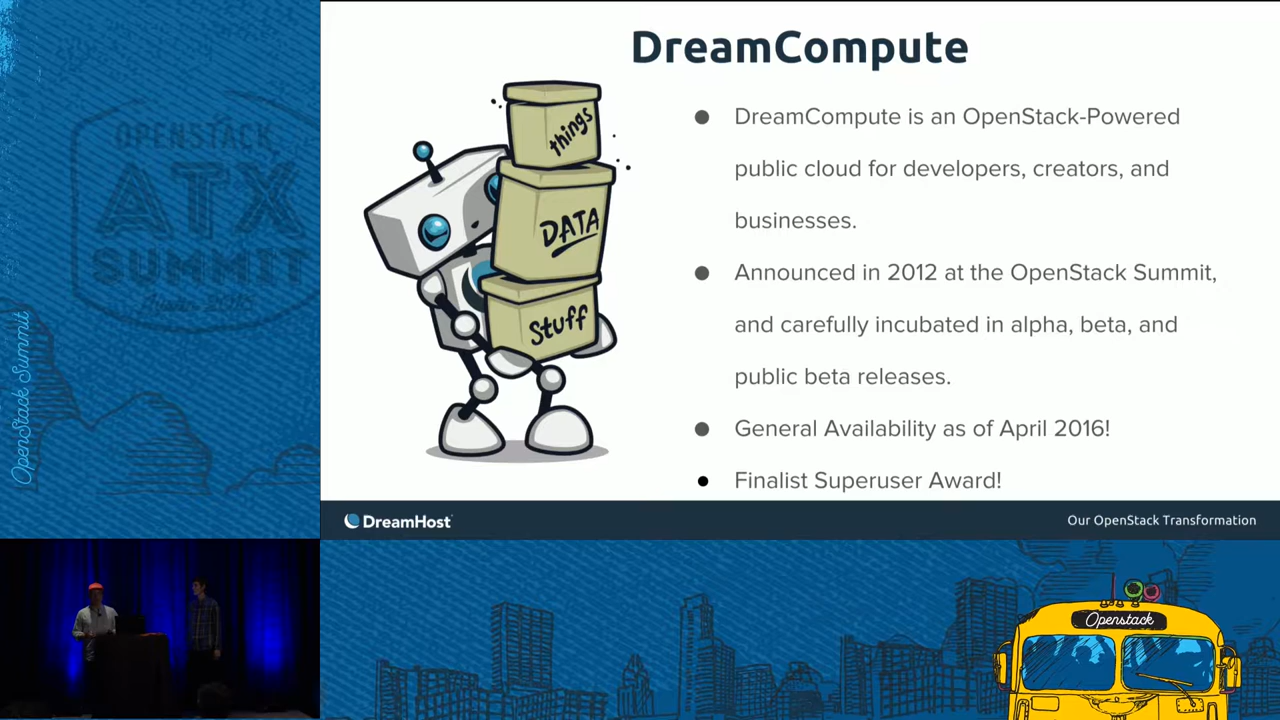 DreamCompute
things
DATA
Stuff
● DreamCompute is an OpenStack-Powered
public cloud for developers, creators, and
businesses.
● Announced in 2012 at the OpenStack Summit,
and carefully incubated in alpha, beta, and
public beta releases.
● General Availability as of April 2016!
● Finalist Superuser Award!
DreamHost
Our OpenStack Transformation
OPENSTACK
ATX
SUMMIT
OpenStack Summit
Openstack